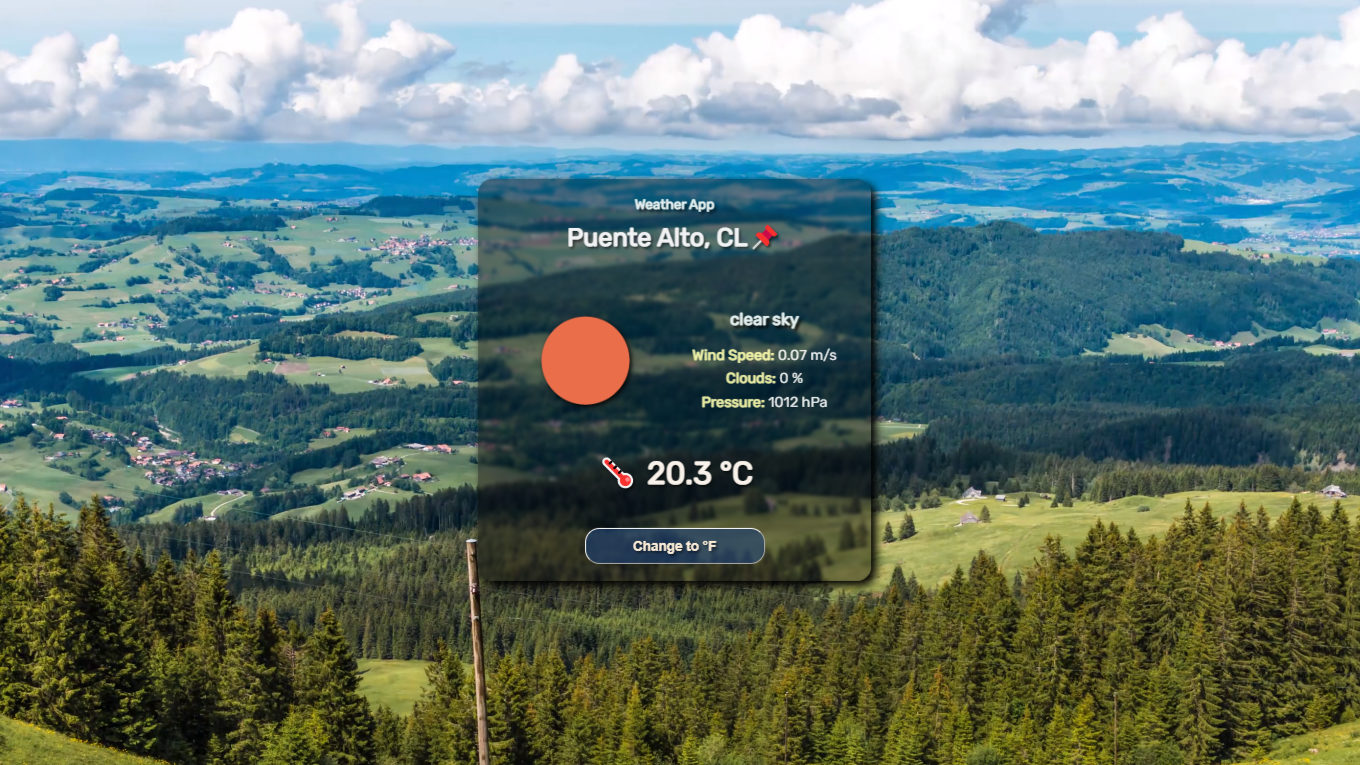 Weather App
Puente Alto, CL
clear sky
Wind Speed: 0.07 m/s
Clouds: 0 %
Pressure: 1012 hPa
20.3 °C
Change to °F